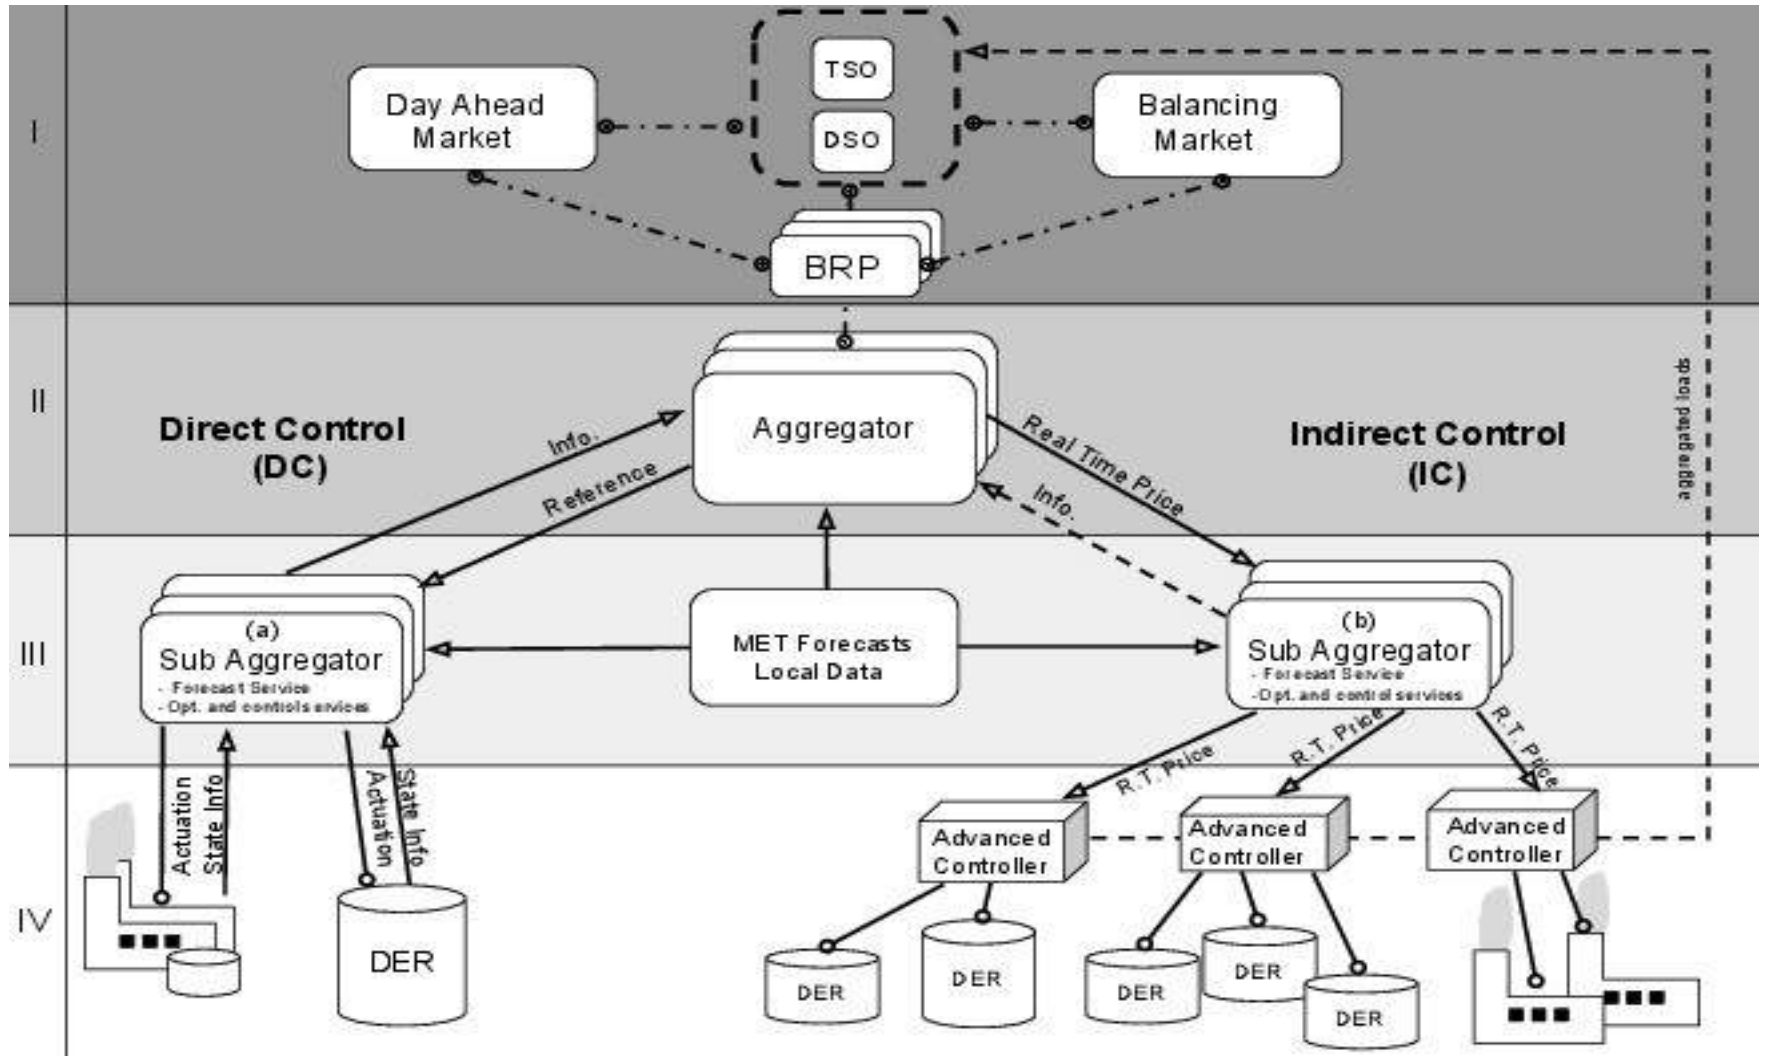 I
TSO
Day Ahead
Market
DSO
Balancing
Market
BRP
II
Direct Control
(DC)
Info.
Reference
Aggregator
Real Time Price
Info.
Indirect Control
(IC)
aggregated loads
III
(a)
Sub Aggregator
- Forecast Service
- Opt. and control services
MET Forecasts
Local Data
(b)
Sub Aggregator
- Forecast Service
-Opt. and control services
R.T. Price
R.T. Price
R.T. Price
IV
Actuation
State Info
Actuation
State Info
DER
Advanced
Controller
Advanced
Controller
Advanced
Controller
DER
DER
DER
DER
DER